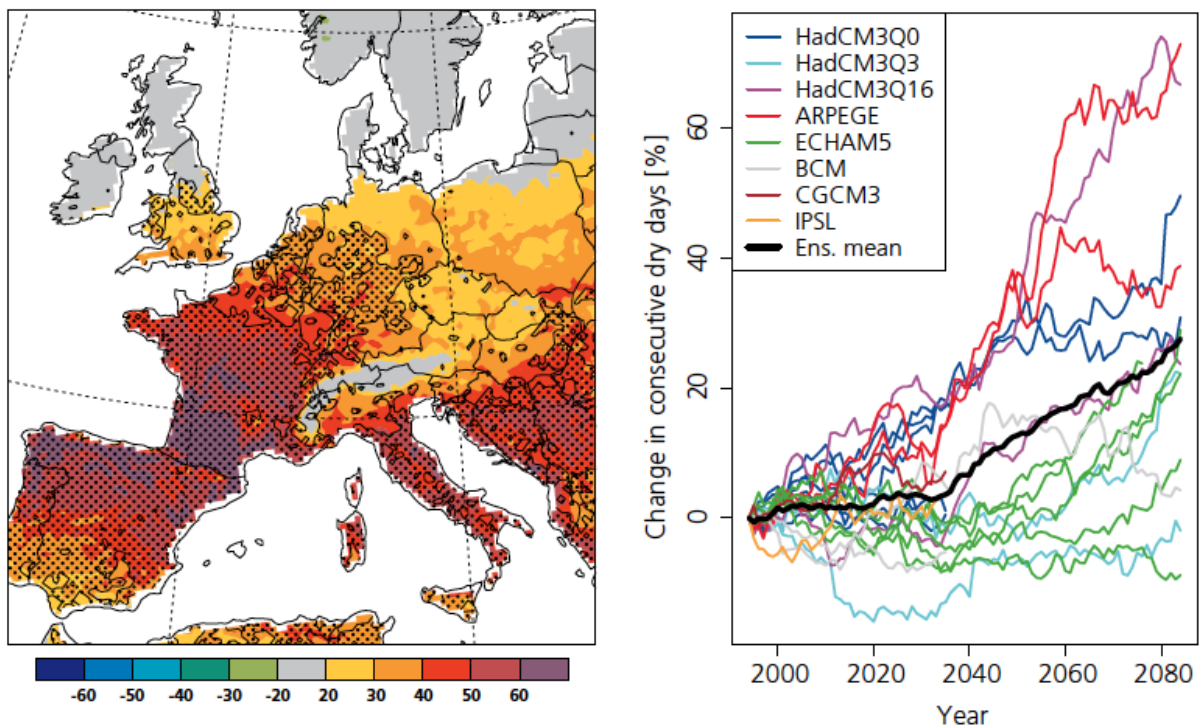 -60 -50 -40 -30 -20 20 30 40 50 60
Change in consecutive dry days [%]
60
40
20
0
HadCM3Q0
HadCM3Q3
HadCM3Q16
ARPEGE
ECHAM5
BCM
CGCM3
IPSL
Ens. mean
2000 2020 2040 2060 2080
Year